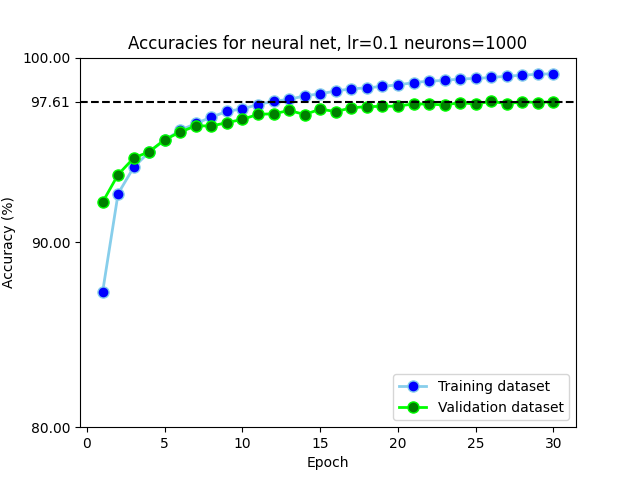 Accuracies for neural net, lr=0.1 neurons=1000
100.00
97.61
90.00
80.00
Accuracy (%)
0 5 10 15 20 25 30
Epoch
Training dataset
Validation dataset